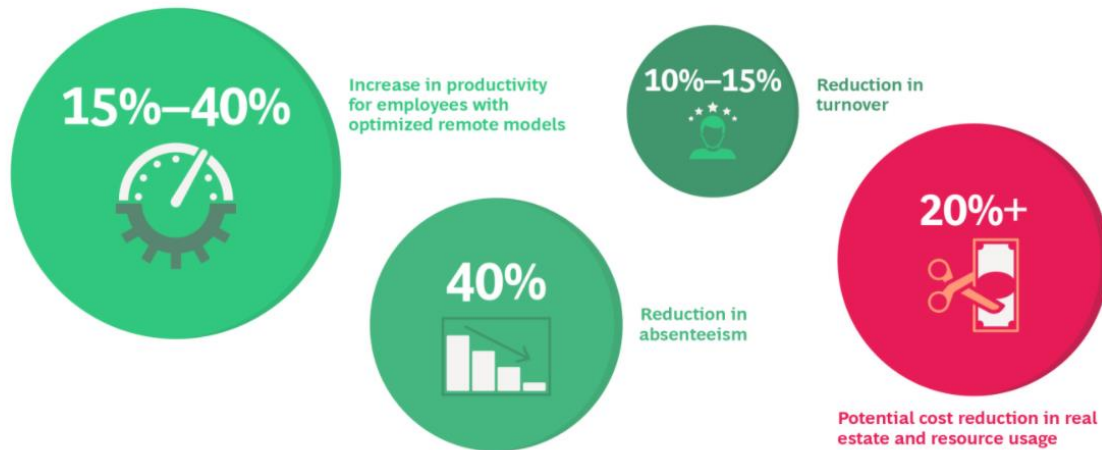 15%–40%
Increase in productivity
for employees with
optimized remote models
10%–15%
Reduction in
turnover
40%
Reduction in
absenteeism
20%+
Potential cost reduction in real
estate and resource usage